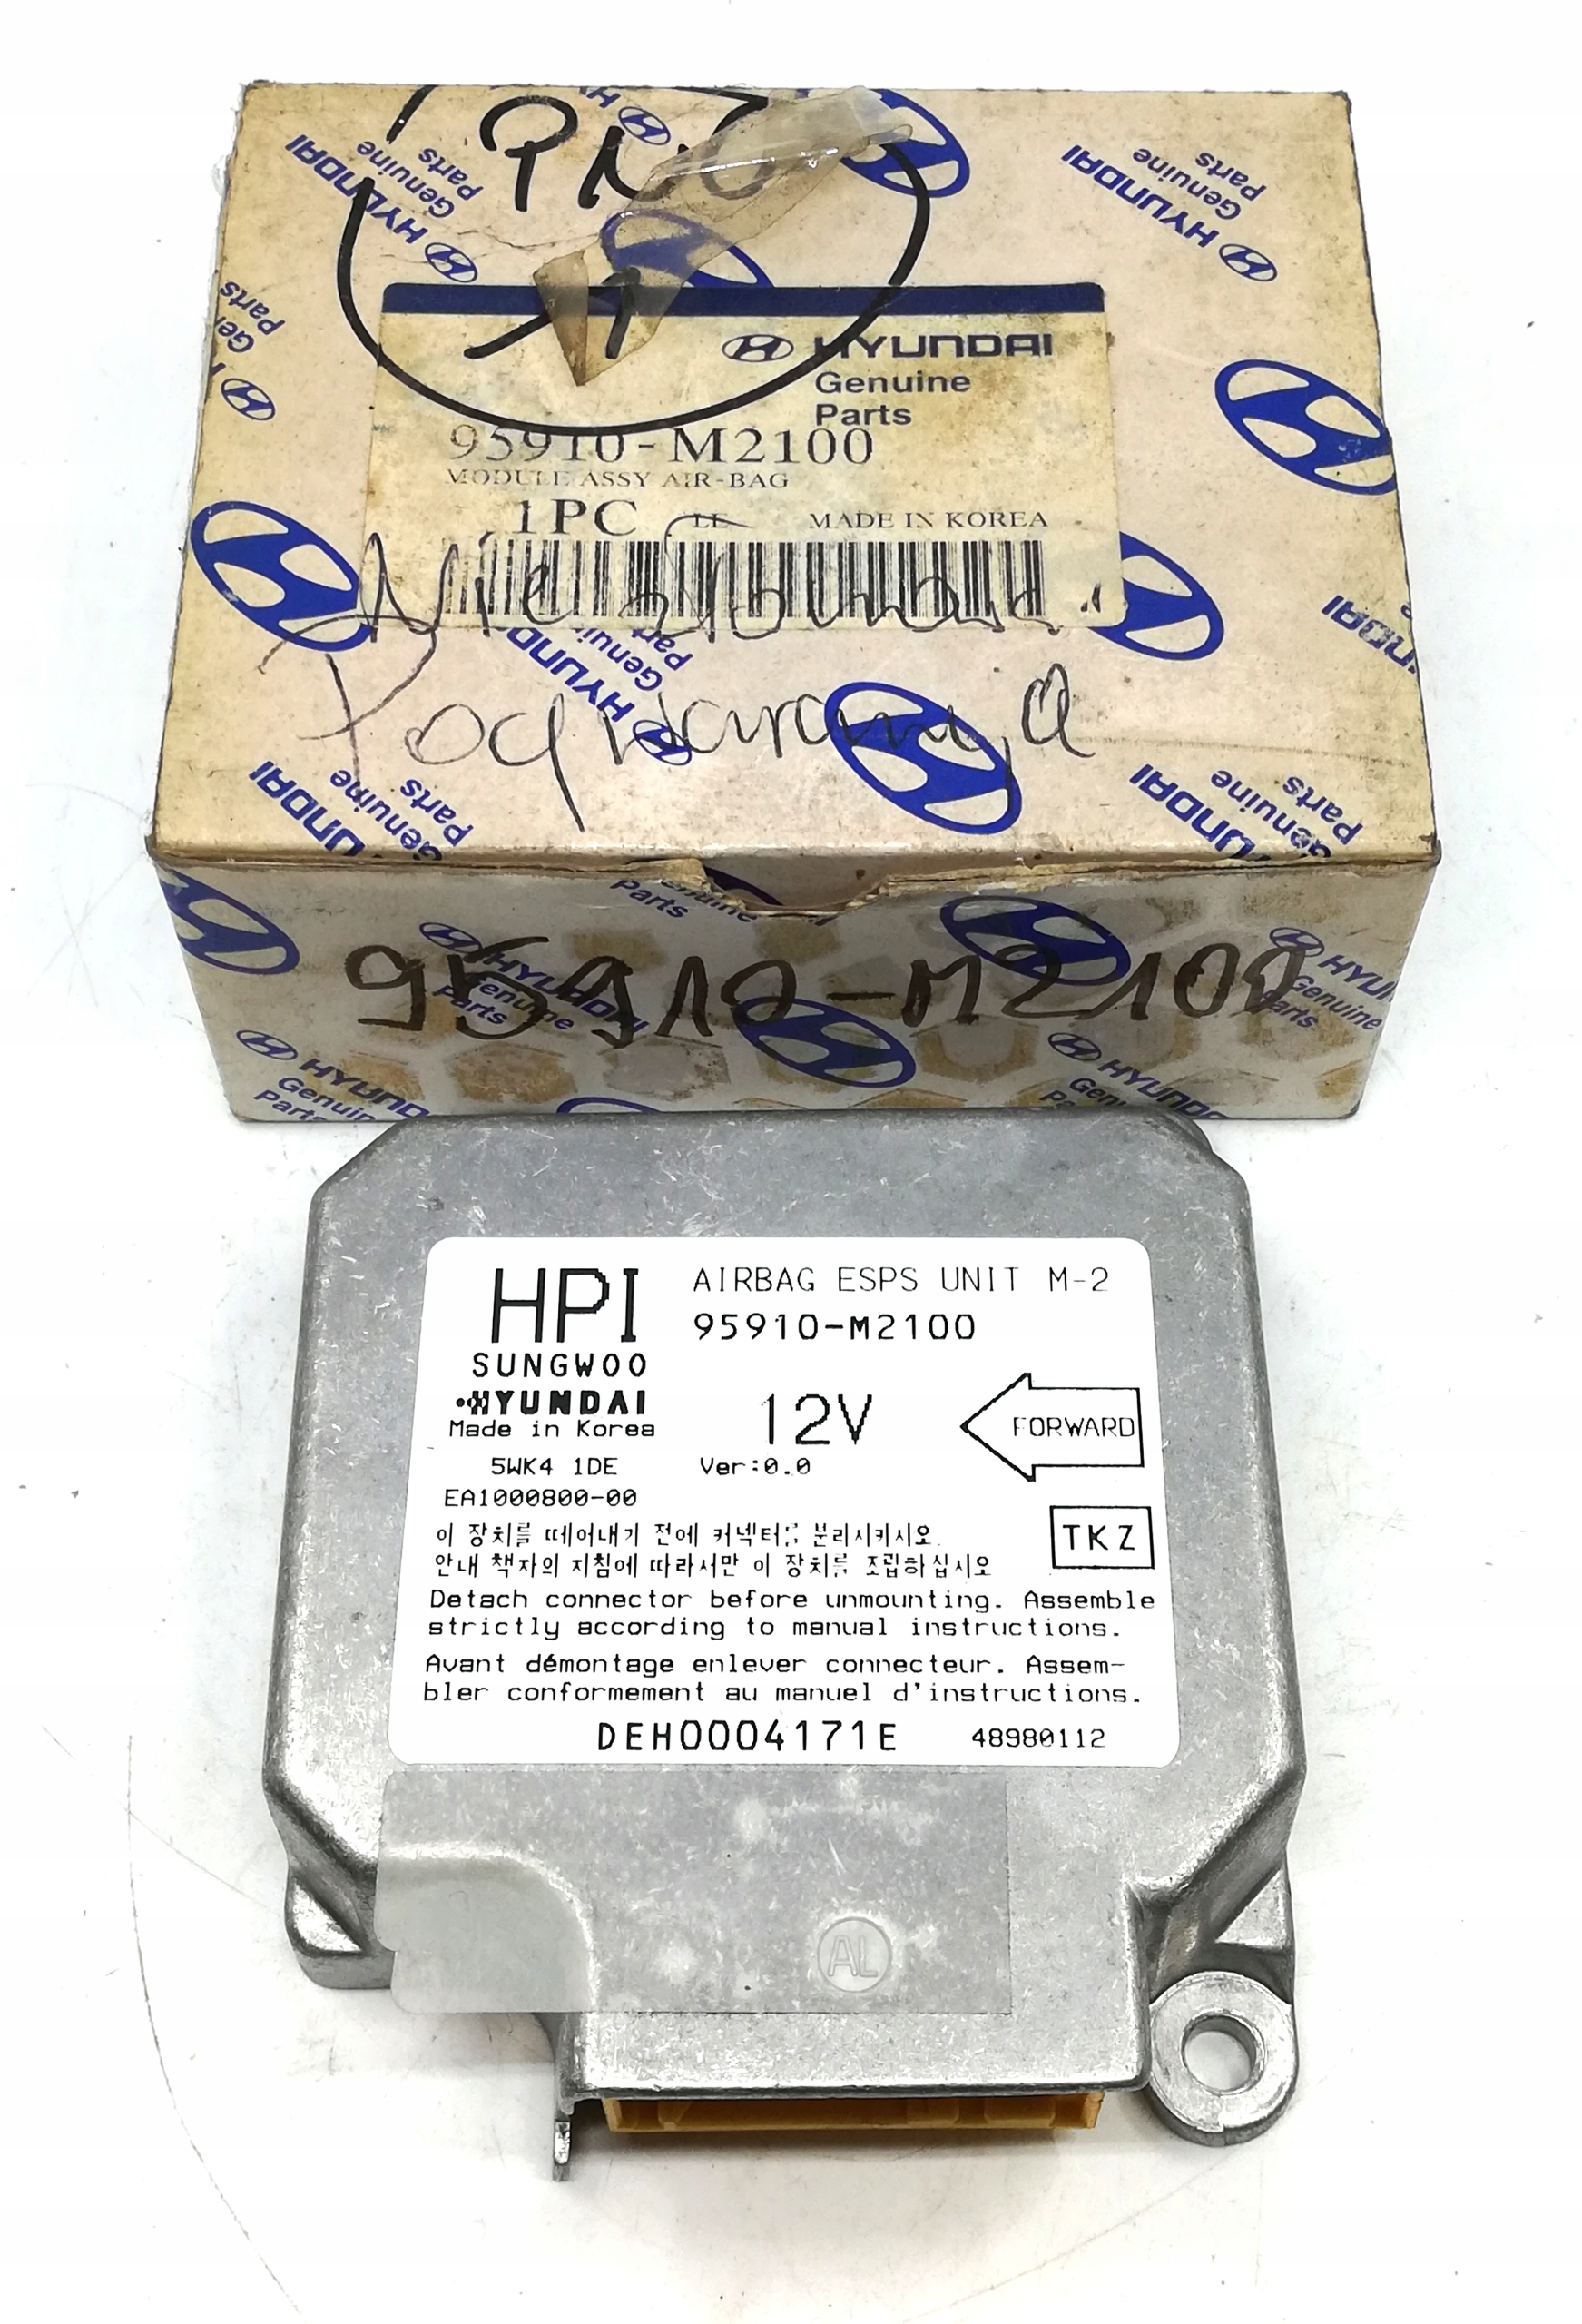 HYUNDAI
Genuine
Parts
95910-M2100
MODULE ASSY AIR-BAG
1PC MADE IN KOREA
Nie
HYUNDAI
Genuine
Parts
95910-M2100
HPI
AIRBAG ESPS UNIT M-2
95910-M2100
SUNGWOO
HYUNDAI
Made in Korea
12V
FORWARD
5WK4 1DE
Ver:0.0
EA1000800-00
이 장치를 떼어내기 전에 커넥터를 분리시키시오.
안내 책자의 지침에 따라서만 이 장치를 조립하십시오
TKZ
Detach connector before unmounting. Assemble
strictly according to manual instructions.
Avant démontage enlever connecteur. Assem-
bler conformement au manuel d'instructions.
DEH0004171E 48980112
AL